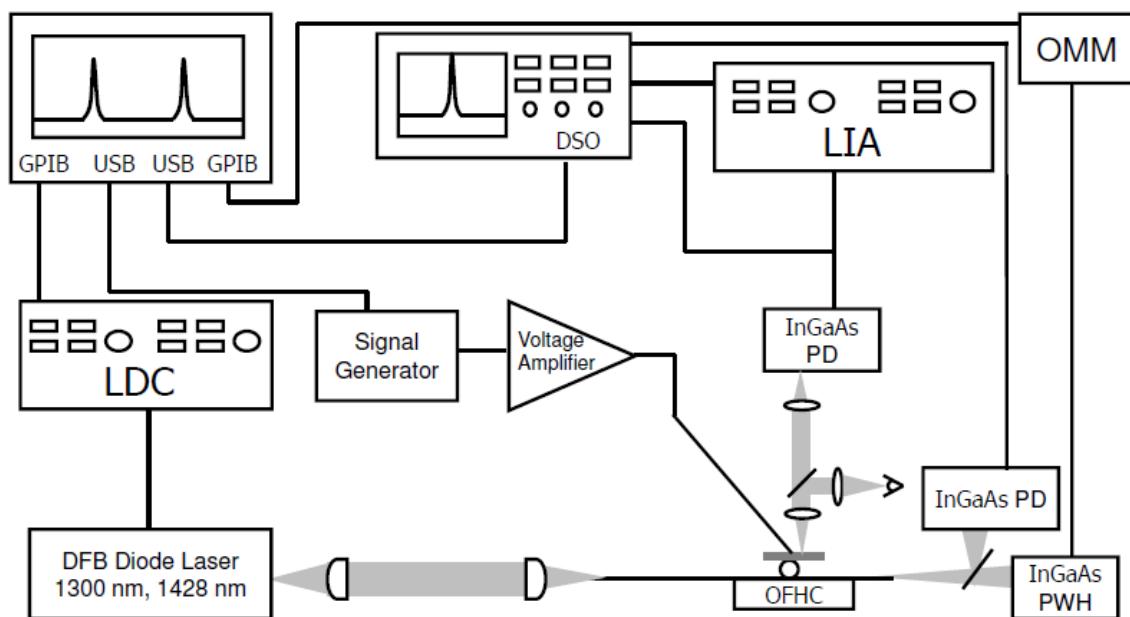 OMM
DSO
GPIB USB USB GPIB
LIA
LDC
Signal
Generator
Voltage
Amplifier
InGaAs
PD
InGaAs PD
DFB Diode Laser
1300 nm, 1428 nm
OFHC
InGaAs
PWH